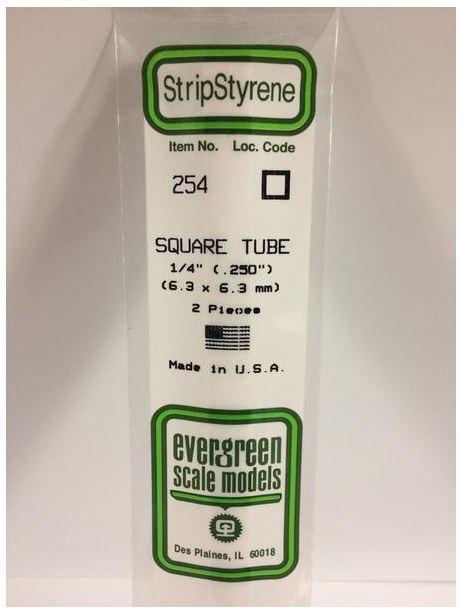 StripStyrene
Item No. Loc. Code
254
SQUARE TUBE
1/4" (.250")
(6.3 x 6.3 mm)
2 Pieces
Made in U.S.A.
evergreen
scale models
Des Plaines, IL 60018